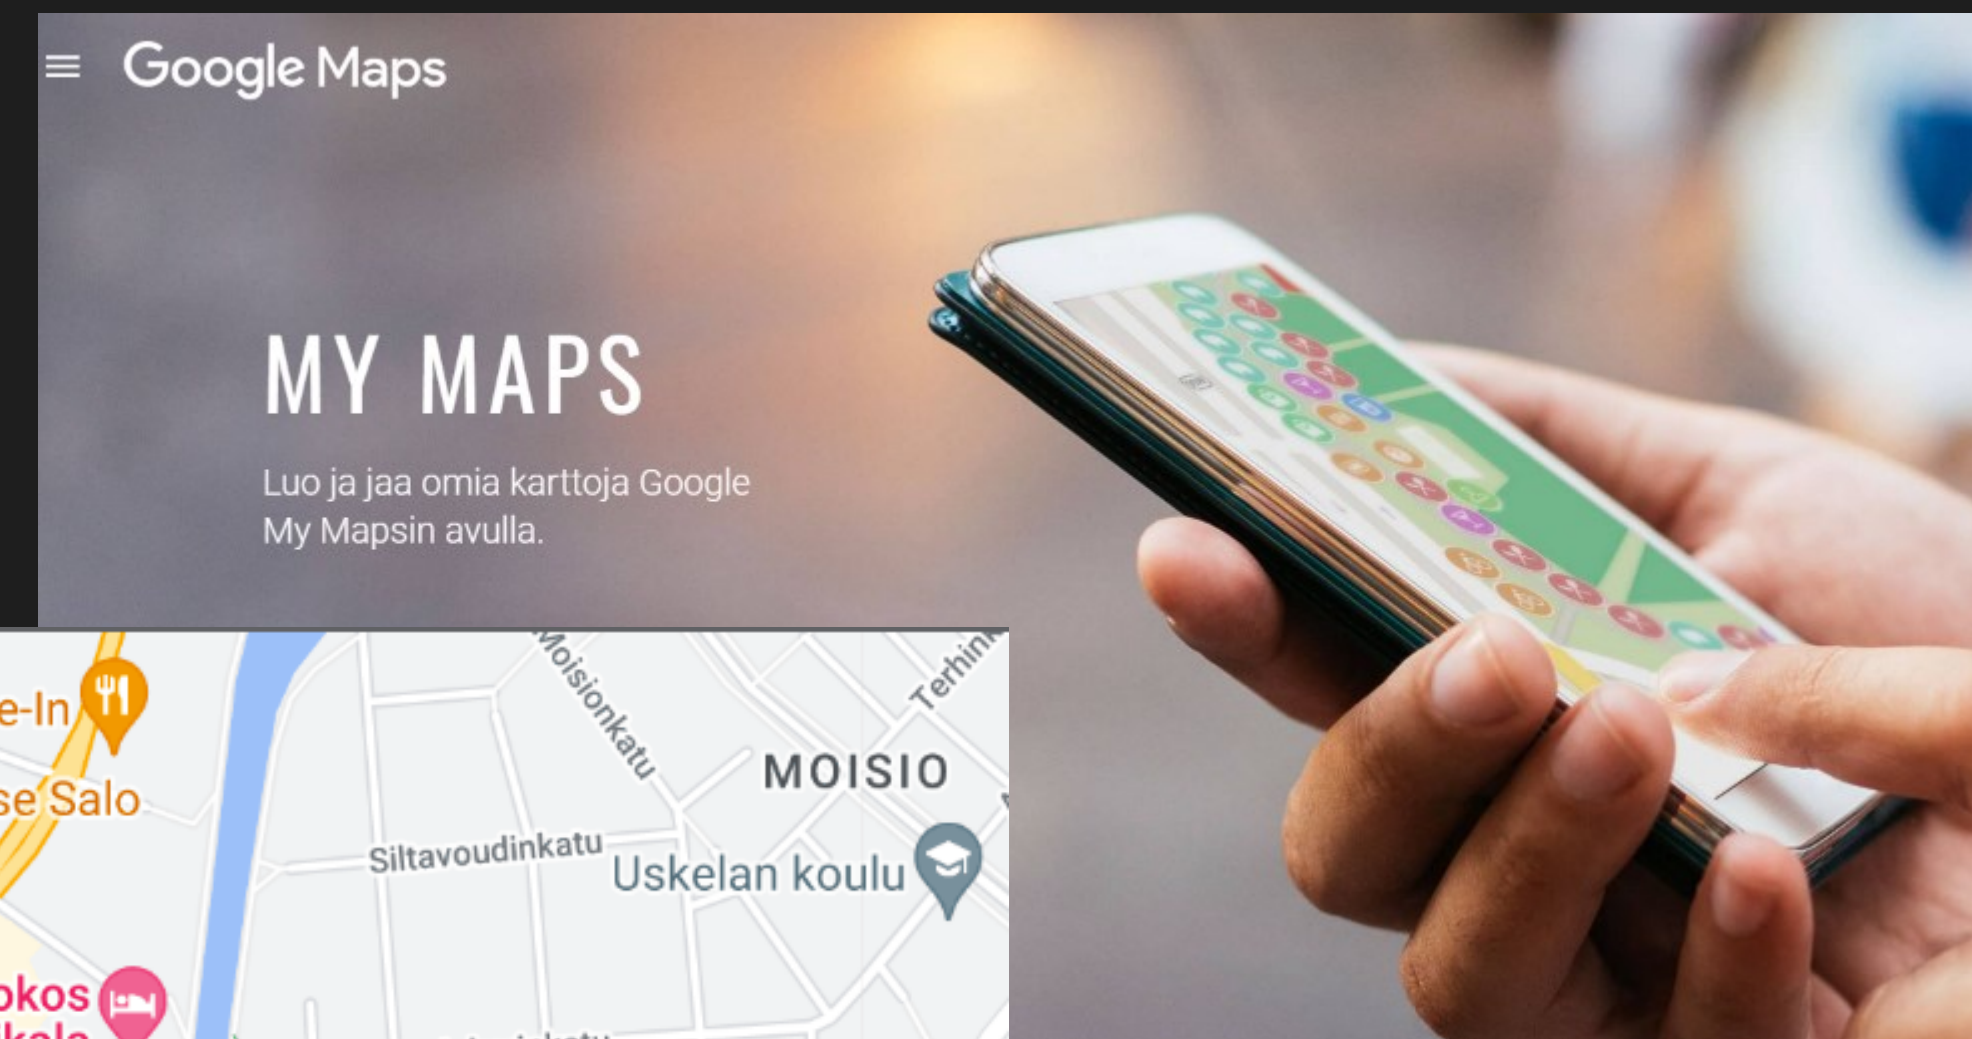 Google Maps
MY MAPS
Luo ja jaa omia karttoja Google
My Mapsin avulla.
Moisionkatu
e-In
MOISIO
se Salo
Siltavoudinkatu
Uskelan koulu
okos